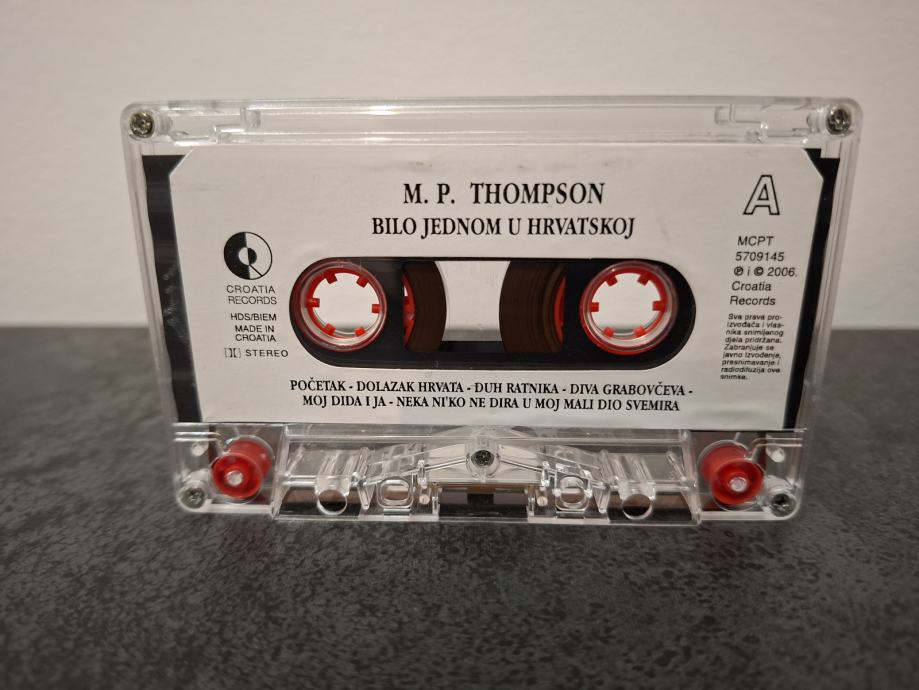 M. P. THOMPSON
BILO JEDNOM U HRVATSKOJ
A
CROATIA
RECORDS
HDS/BIEM
MADE IN
CROATIA
STEREO
MCPT
5709145
℗ i © 2006.
Croatia
Records
Sva prava pro-
izvođača i vlas-
nika snimljenog
djela pridržana.
Zabranjuje se
javno izvođenje,
presnimavanje i
radiodifuzija ove
snimke.
POČETAK - DOLAZAK HRVATA - DUH RATNIKA - DIVA GRABOVČEVA -
MOJ DIDA I JA - NEKA NI'KO NE DIRA U MOJ MALI DIO SVEMIRA